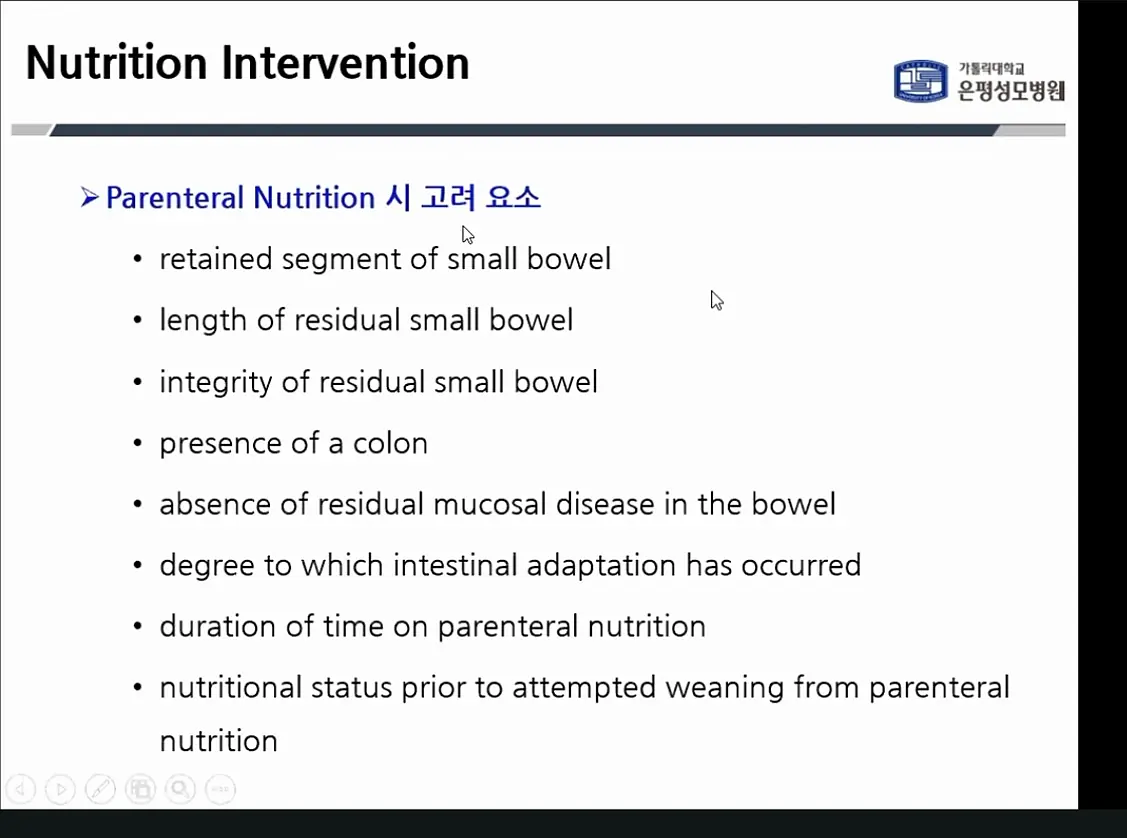 Nutrition Intervention
가톨릭대학교
은평성모병원
➢ Parenteral Nutrition 시 고려 요소
• retained segment of small bowel
• length of residual small bowel
• integrity of residual small bowel
• presence of a colon
• absence of residual mucosal disease in the bowel
• degree to which intestinal adaptation has occurred
• duration of time on parenteral nutrition
• nutritional status prior to attempted weaning from parenteral
nutrition